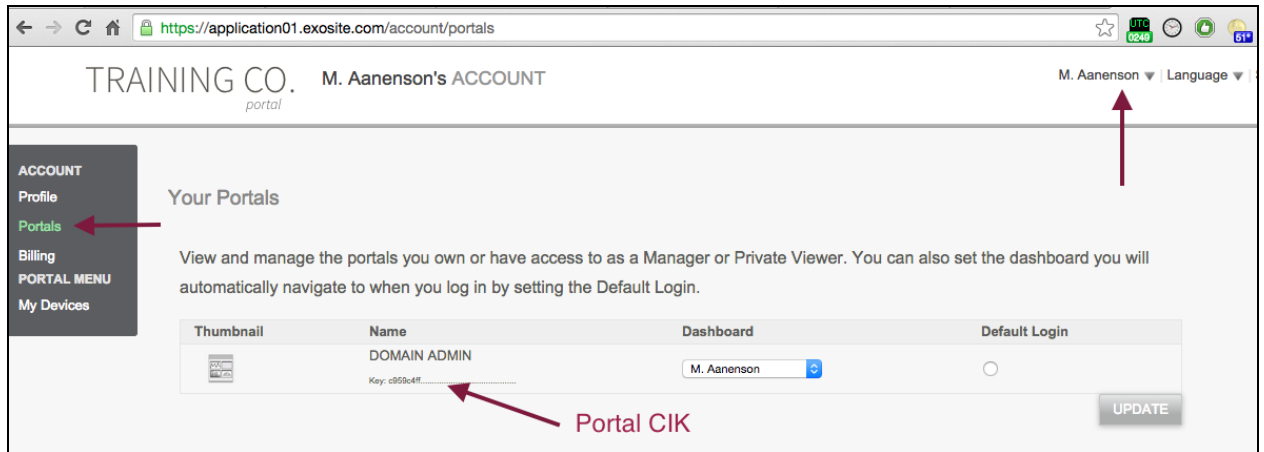 https://application01.exosite.com/account/portals
UTC
0249
51°
TRAINING CO.
portal
M. Aanenson's ACCOUNT
M. Aanenson
Language
ACCOUNT
Profile
Portals
Billing
PORTAL MENU
My Devices
Your Portals
View and manage the portals you own or have access to as a Manager or Private Viewer. You can also set the dashboard you will
automatically navigate to when you log in by setting the Default Login.
Thumbnail Name Dashboard Default Login
DOMAIN ADMIN
Key: c959c4ff................................................
M. Aanenson
UPDATE
Portal CIK